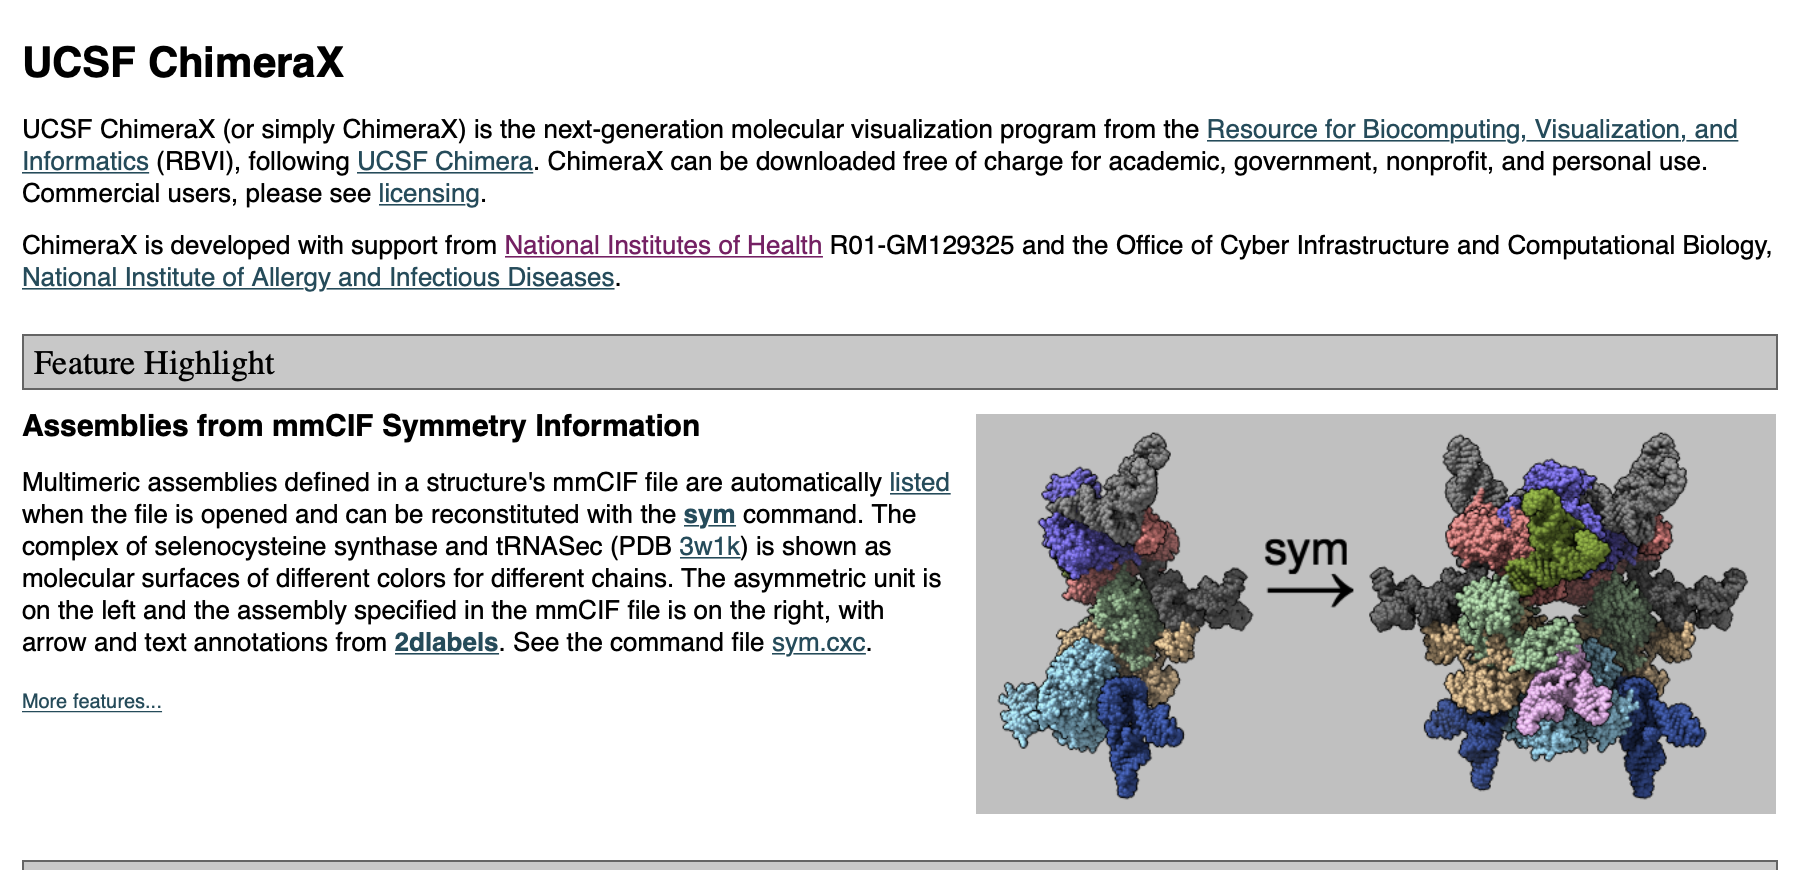 UCSF ChimeraX
UCSF ChimeraX (or simply ChimeraX) is the next-generation molecular visualization program from the Resource for Biocomputing, Visualization, and
Informatics (RBVI), following UCSF Chimera. ChimeraX can be downloaded free of charge for academic, government, nonprofit, and personal use.
Commercial users, please see licensing.
ChimeraX is developed with support from National Institutes of Health R01-GM129325 and the Office of Cyber Infrastructure and Computational Biology,
National Institute of Allergy and Infectious Diseases.
Feature Highlight
Assemblies from mmCIF Symmetry Information
Multimeric assemblies defined in a structure's mmCIF file are automatically listed
when the file is opened and can be reconstituted with the sym command. The
complex of selenocysteine synthase and tRNASec (PDB 3w1k) is shown as
molecular surfaces of different colors for different chains. The asymmetric unit is
on the left and the assembly specified in the mmCIF file is on the right, with
arrow and text annotations from 2dlabels. See the command file sym.cxc.
More features...
sym